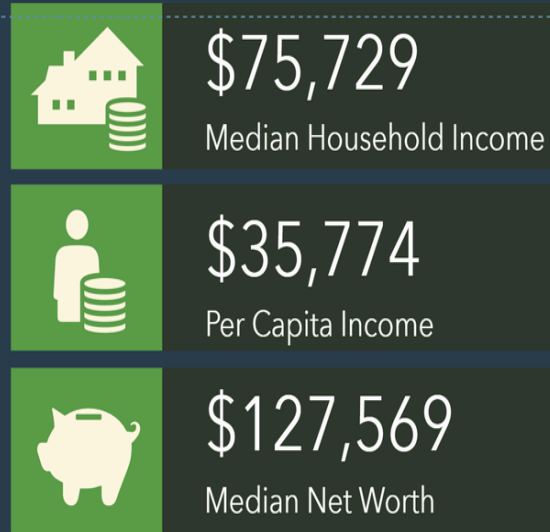 $75,729
Median Household Income
$35,774
Per Capita Income
$127,569
Median Net Worth